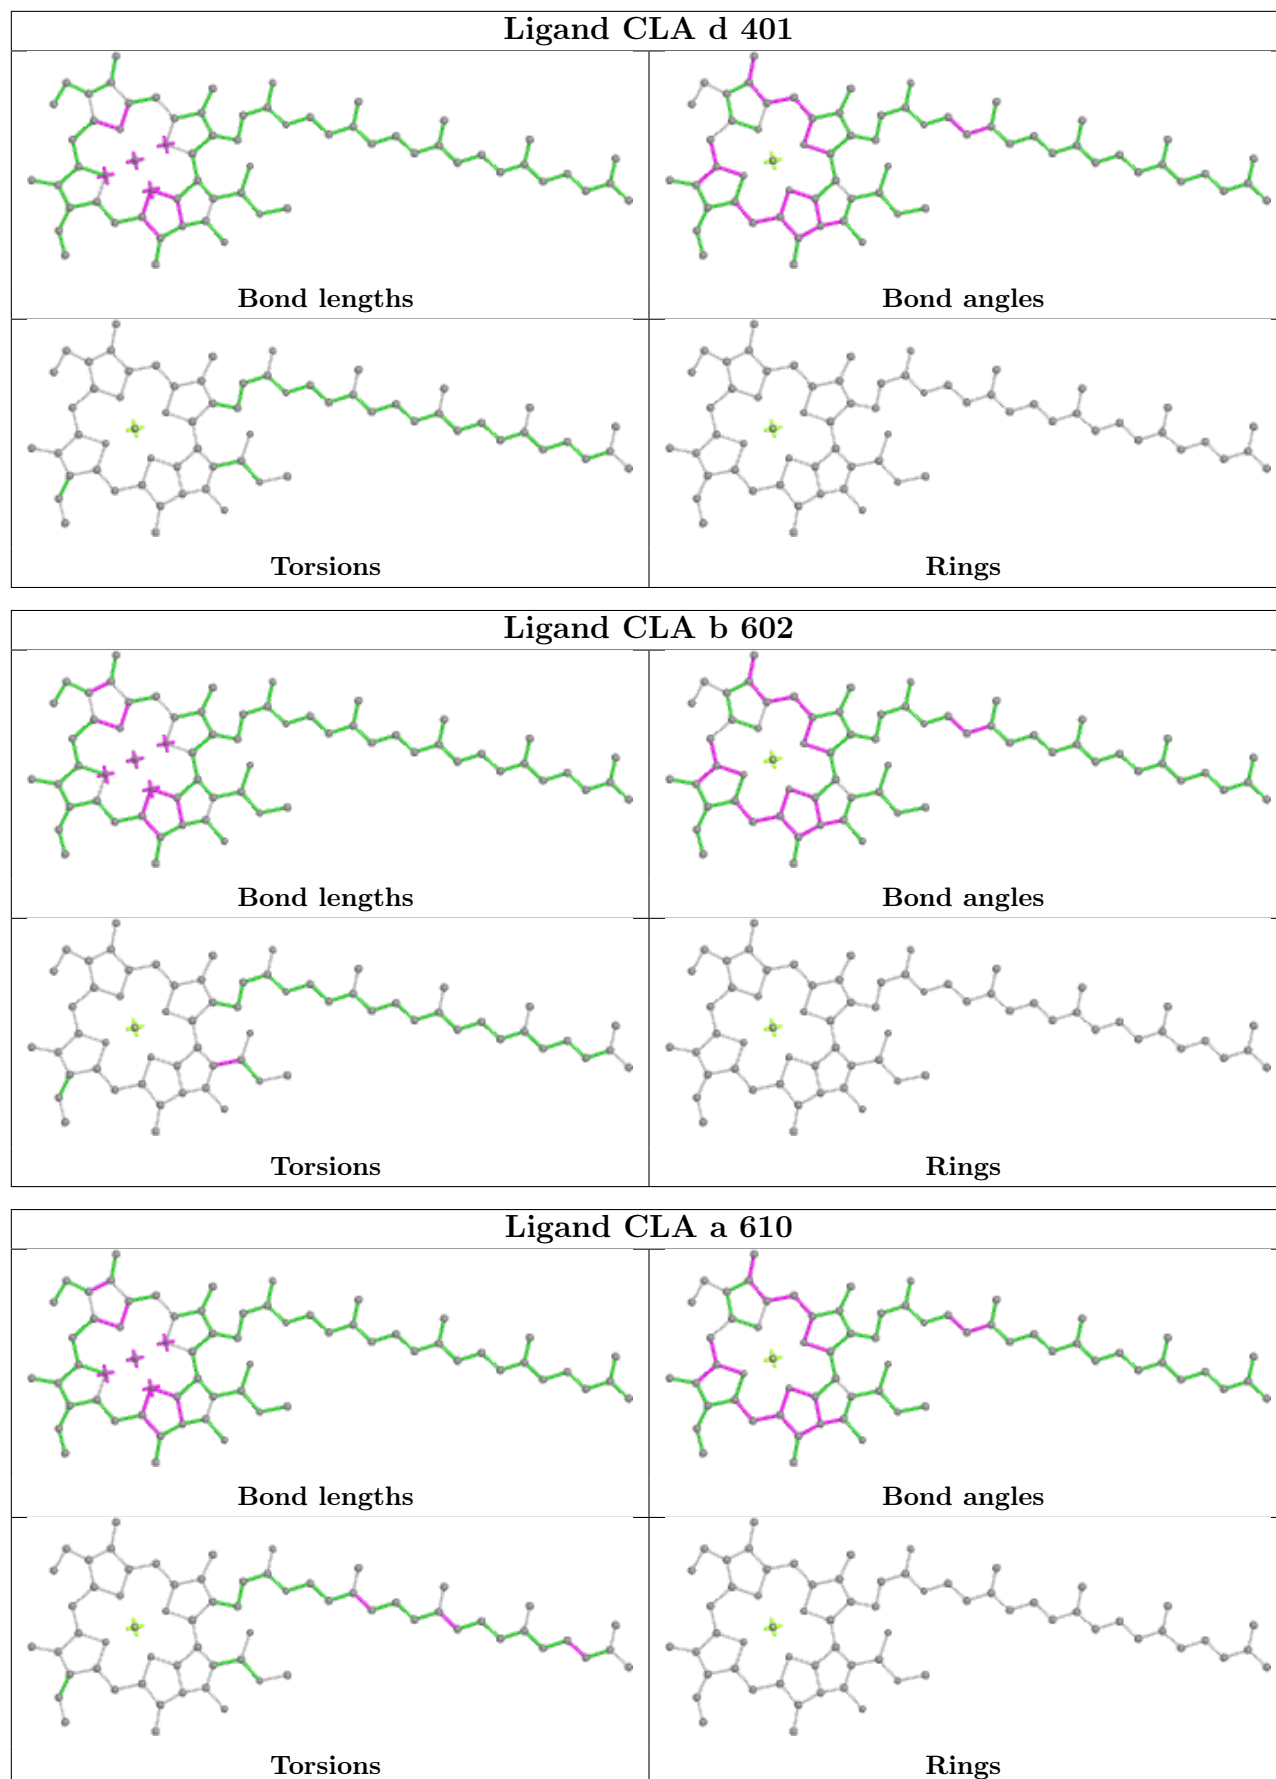 Ligand CLA d 401
Bond lengths
Bond angles
Torsions
Rings
Ligand CLA b 602
Bond lengths
Bond angles
Torsions
Rings
Ligand CLA a 610
Bond lengths
Bond angles
Torsions
Rings